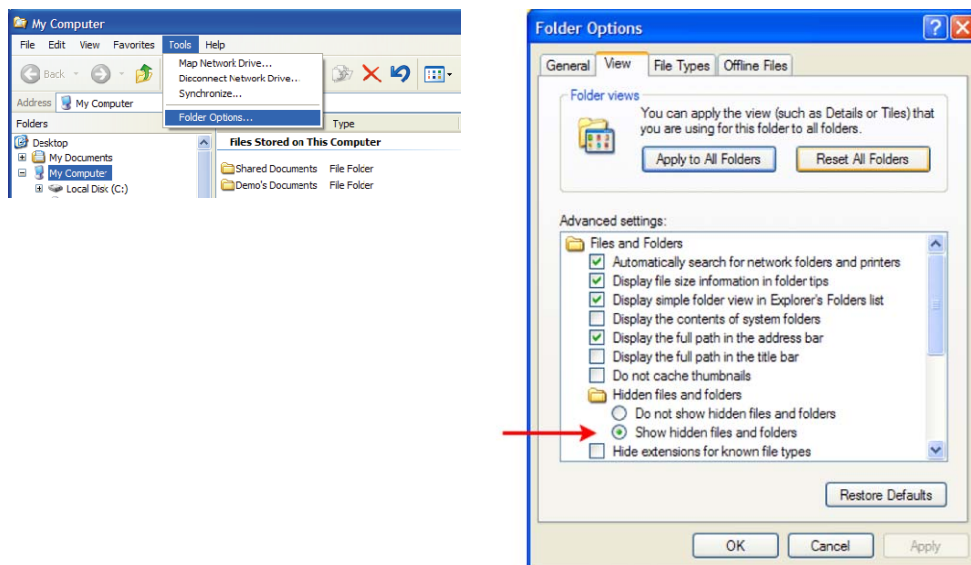 My Computer
File Edit View Favorites Tools Help
Map Network Drive...
Disconnect Network Drive...
Synchronize...
Folder Options...
Back
Address My Computer
Folders
Type
Desktop
My Documents
My Computer
Local Disk (C:)
Files Stored on This Computer
Shared Documents File Folder
Demo's Documents File Folder
Folder Options
General View File Types Offline Files
Folder views
You can apply the view (such as Details or Tiles) that
you are using for this folder to all folders.
Apply to All Folders Reset All Folders
Advanced settings:
Files and Folders
Automatically search for network folders and printers
Display file size information in folder tips
Display simple folder view in Explorer's Folders list
Display the contents of system folders
Display the full path in the address bar
Display the full path in the title bar
Do not cache thumbnails
Hidden files and folders
Do not show hidden files and folders
Show hidden files and folders
Hide extensions for known file types
Restore Defaults
OK Cancel Apply